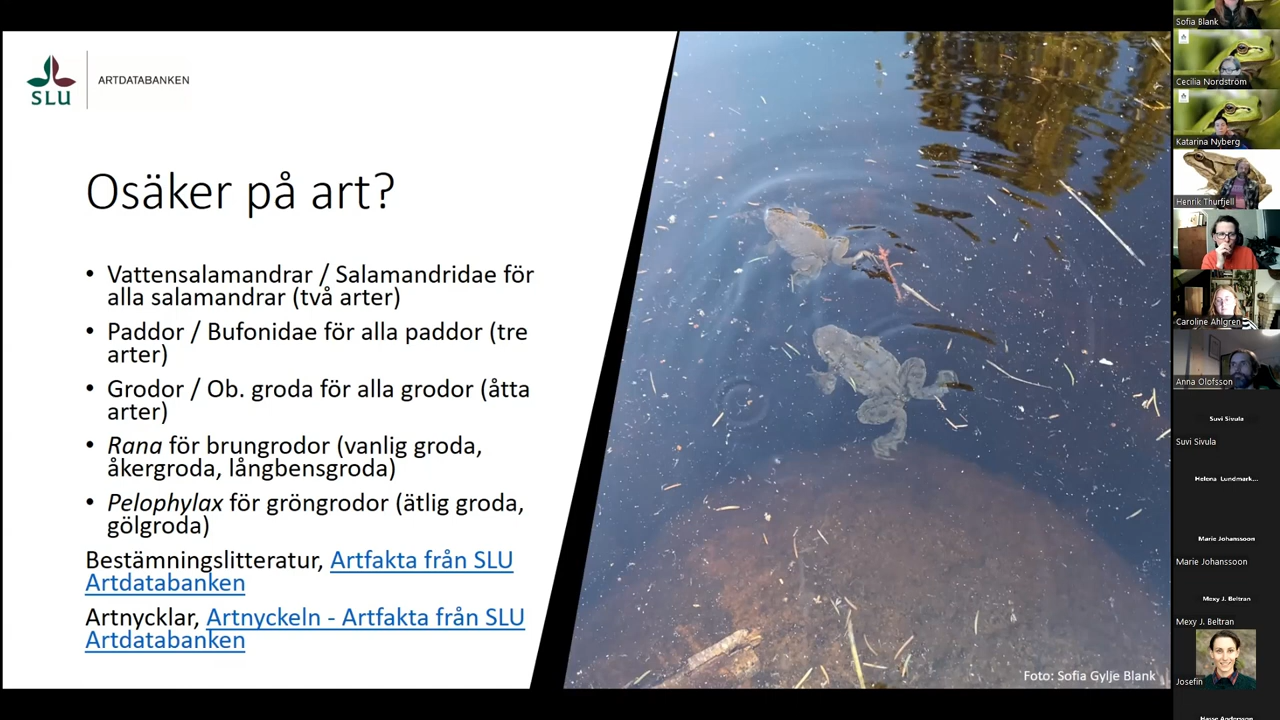 SLU
ARTDATABANKEN
Osäker på art?
• Vattensalamandrar / Salamandridae för
alla salamandrar (två arter)
• Paddor / Bufonidae för alla paddor (tre
arter)
• Grodor / Ob. groda för alla grodor (åtta
arter)
• Rana för brungrodor (vanlig groda,
åkergroda, långbensgroda)
• Pelophylax för gröngrodor (ätlig groda,
gölgroda)
Bestämningslitteratur, Artfakta från SLU
Artdatabanken
Artnycklar, Artnyckeln - Artfakta från SLU
Artdatabanken
Foto: Sofia Gylje Blank
Sofia Blank
Cecilia Nordström
Katarina Nyberg
Henrik Thurfjell
Caroline Ahlgren
Anna Olofsson
Suvi Sivula
Suvi Sivula
Helena Lundmark...
Marie Johanssoon
Marie Johanssoon
Mexy J. Beltran
Mexy J. Beltran
Josefin